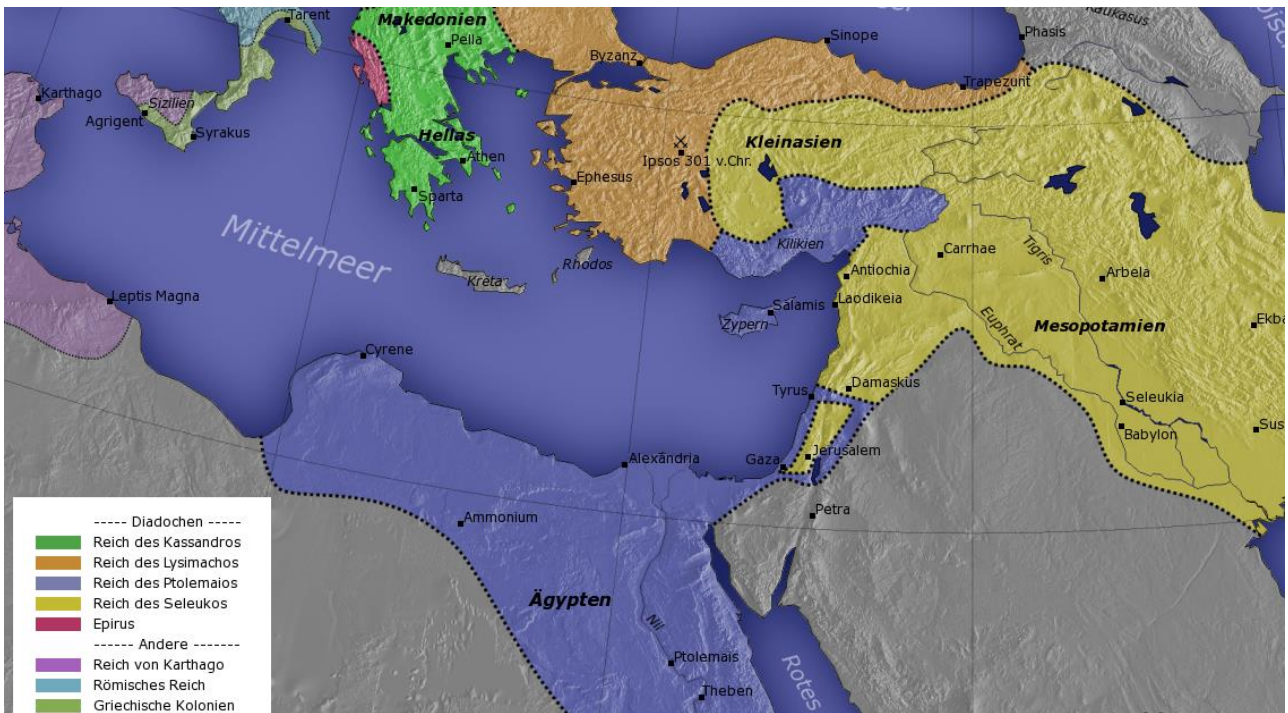 Tarent
Makedonien
Pella
Byzanz
Sinope
Phasis
Kaukasus
Karthago
Sizilien
Agrigent
Syrakus
Trapezunt
Hellas
Athen
Sparta
Ipsos 301 v.Chr.
Kleinasien
Ephesus
Mittelmeer
Kilikien
Carrhae
Tigris
Rhodos
Kreta
Antiochia
Arbela
Leptis Magna
Salamis
Laodikeia
Zypern
Euphrat
Mesopotamien
Ekba
Cyrene
Tyrus
Damaskus
Seleukia
Babylon
Sus
Alexandria
Gaza
Jerusalem
Ammonium
Petra
Ägypten
Nil
Ptolemais
Theben
Rotes
----- Diadochen -----
Reich des Kassandros
Reich des Lysimachos
Reich des Ptolemaios
Reich des Seleukos
Epirus
------ Andere -------
Reich von Karthago
Römisches Reich
Griechische Kolonien